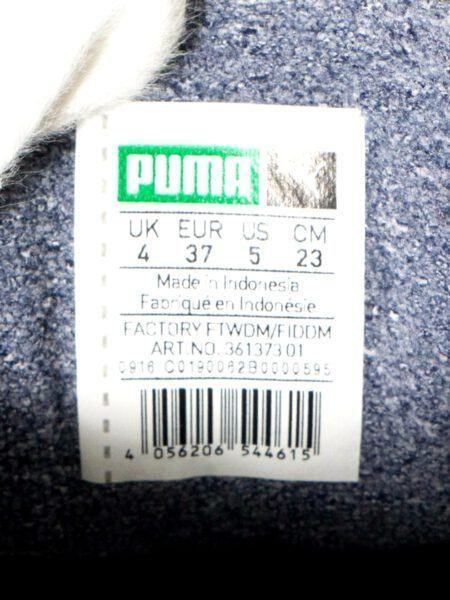 PUMA
UK EUR US CM
4 37 5 23
Made in Indonesia
Fabriqué en Indonésie
FACTORY FTWDM/FIDDM
ART.NO. 361373 01
0916 C0190062B0000595
4 056206 544615